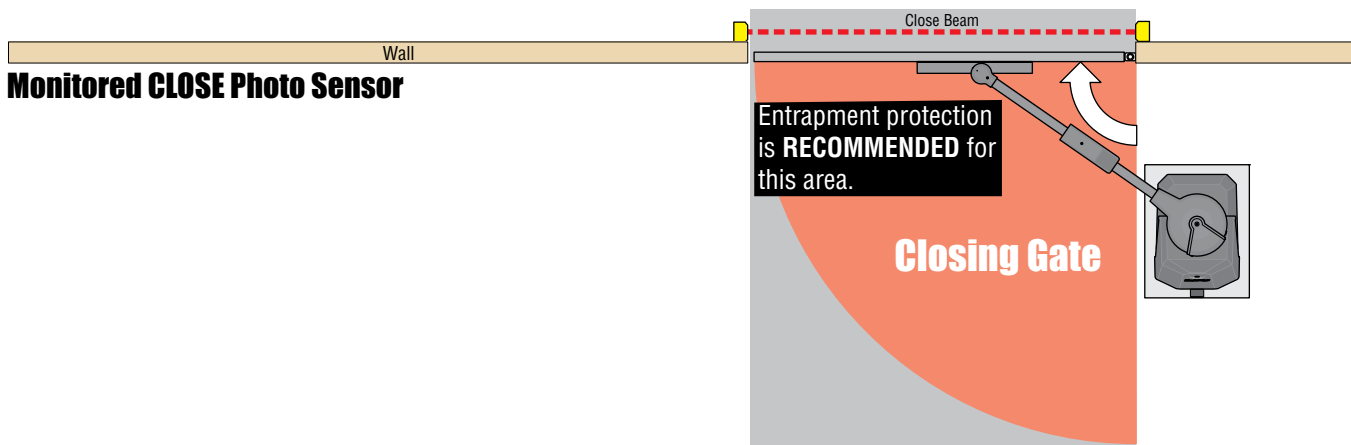 Close Beam
Wall
Monitored CLOSE Photo Sensor
Entrapment protection
is RECOMMENDED for
this area.
Closing Gate